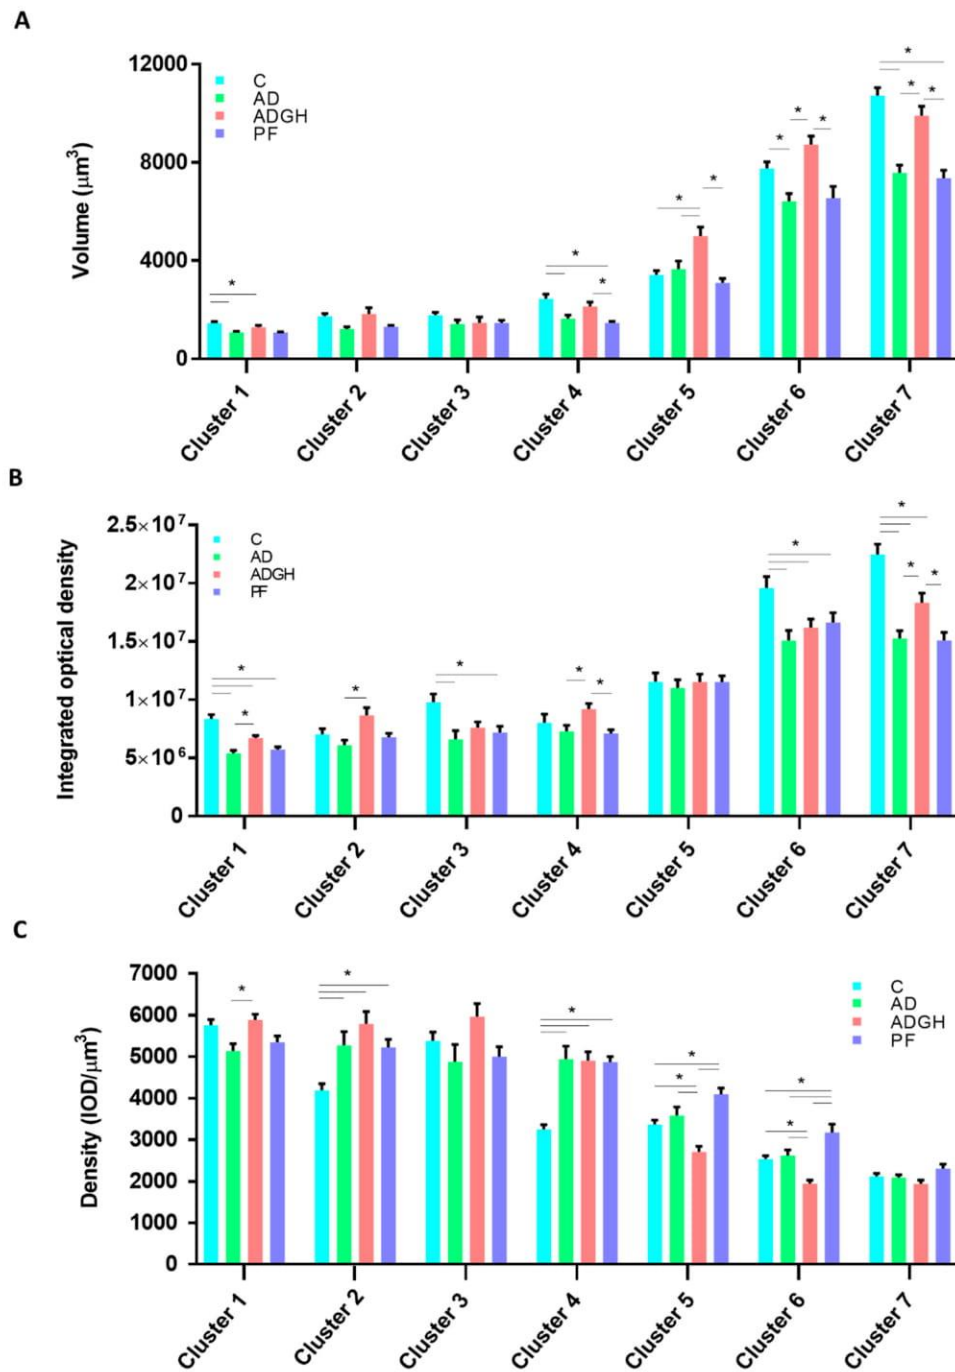 A
12000
8000
4000
0
Volume (μm³)
C
AD
ADGH
PF
* * * * * * * * * * *
Cluster 1 Cluster 2 Cluster 3 Cluster 4 Cluster 5 Cluster 6 Cluster 7
B
2.5×10⁷
2×10⁷
1.5×10⁷
1×10⁷
5×10⁶
0
Integrated optical density
C
AD
ADGH
PF
* * * * * * * * * *
Cluster 1 Cluster 2 Cluster 3 Cluster 4 Cluster 5 Cluster 6 Cluster 7
C
7000
6000
5000
4000
3000
2000
1000
0
Density (IOD/μm³)
C
AD
ADGH
PF
* * * * * * *
Cluster 1 Cluster 2 Cluster 3 Cluster 4 Cluster 5 Cluster 6 Cluster 7